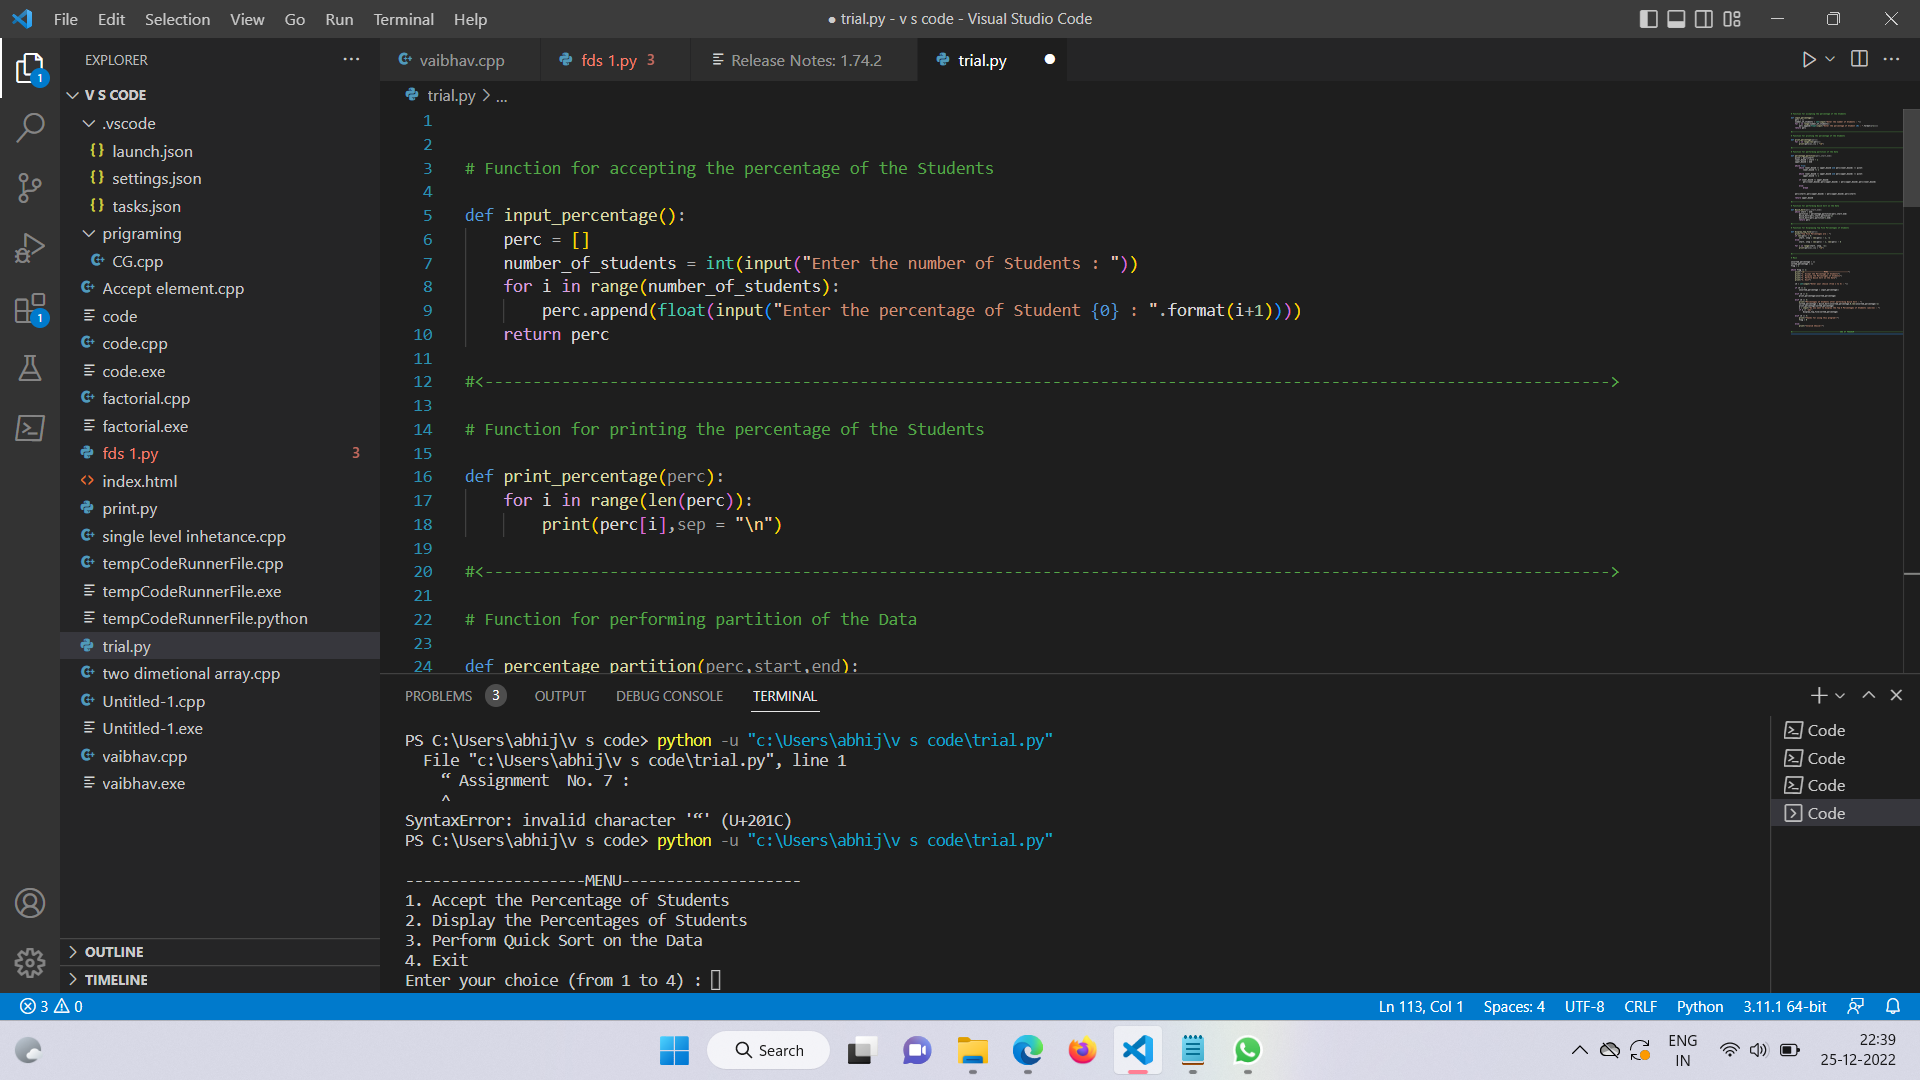 File Edit Selection View Go Run Terminal Help
● trial.py - v s code - Visual Studio Code
EXPLORER
vaibhav.cpp
fds 1.py 3
Release Notes: 1.74.2
trial.py
V S CODE
.vscode
launch.json
settings.json
tasks.json
prigraming
CG.cpp
Accept element.cpp
code
code.cpp
code.exe
factorial.cpp
factorial.exe
fds 1.py 3
index.html
print.py
single level inhetance.cpp
tempCodeRunnerFile.cpp
tempCodeRunnerFile.exe
tempCodeRunnerFile.python
trial.py
two dimetional array.cpp
Untitled-1.cpp
Untitled-1.exe
vaibhav.cpp
vaibhav.exe
OUTLINE
TIMELINE
1
1
trial.py > ...
1
2
3 # Function for accepting the percentage of the Students
4
5 def input_percentage():
6 perc = []
7 number_of_students = int(input("Enter the number of Students : "))
8 for i in range(number_of_students):
9 perc.append(float(input("Enter the percentage of Student {0} : ".format(i+1))))
10 return perc
11
12 #<--------------------------------------------------------------------------------------------------------------------->
13
14 # Function for printing the percentage of the Students
15
16 def print_percentage(perc):
17 for i in range(len(perc)):
18 print(perc[i],sep = "\n")
19
20 #<--------------------------------------------------------------------------------------------------------------------->
21
22 # Function for performing partition of the Data
23
24 def percentage_partition(perc,start,end):
PROBLEMS 3 OUTPUT DEBUG CONSOLE TERMINAL
PS C:\Users\abhij\v s code> python -u "c:\Users\abhij\v s code\trial.py"
File "c:\Users\abhij\v s code\trial.py", line 1
“ Assignment  No. 7 :
^
SyntaxError: invalid character '“' (U+201C)
PS C:\Users\abhij\v s code> python -u "c:\Users\abhij\v s code\trial.py"
--------------------MENU--------------------
1. Accept the Percentage of Students
2. Display the Percentages of Students
3. Perform Quick Sort on the Data
4. Exit
Enter your choice (from 1 to 4) :
Code
Code
Code
Code
3 0
Ln 113, Col 1 Spaces: 4 UTF-8 CRLF Python 3.11.1 64-bit
Search
ENG
IN
22:39
25-12-2022